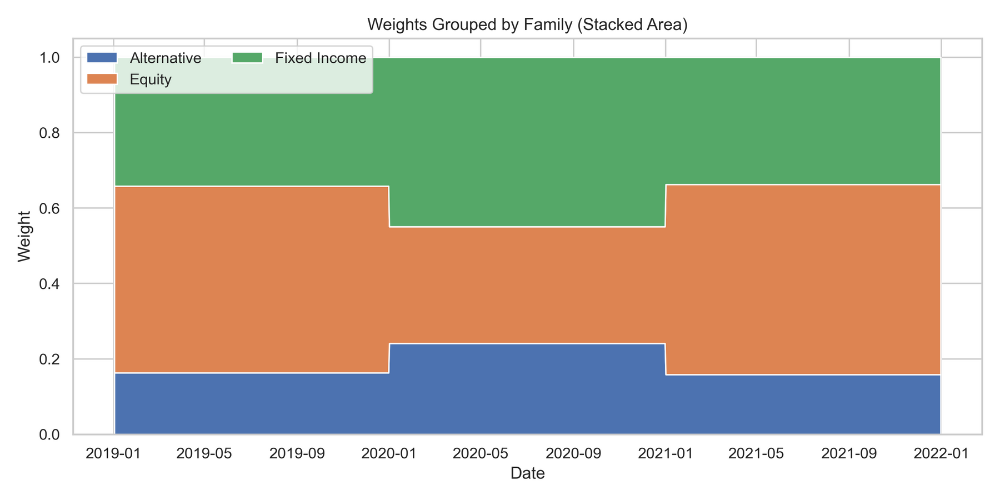 Weights Grouped by Family (Stacked Area)
Alternative
Equity
Fixed Income
1.0
0.8
0.6
0.4
0.2
0.0
Weight
2019-01 2019-05 2019-09 2020-01 2020-05 2020-09 2021-01 2021-05 2021-09 2022-01
Date